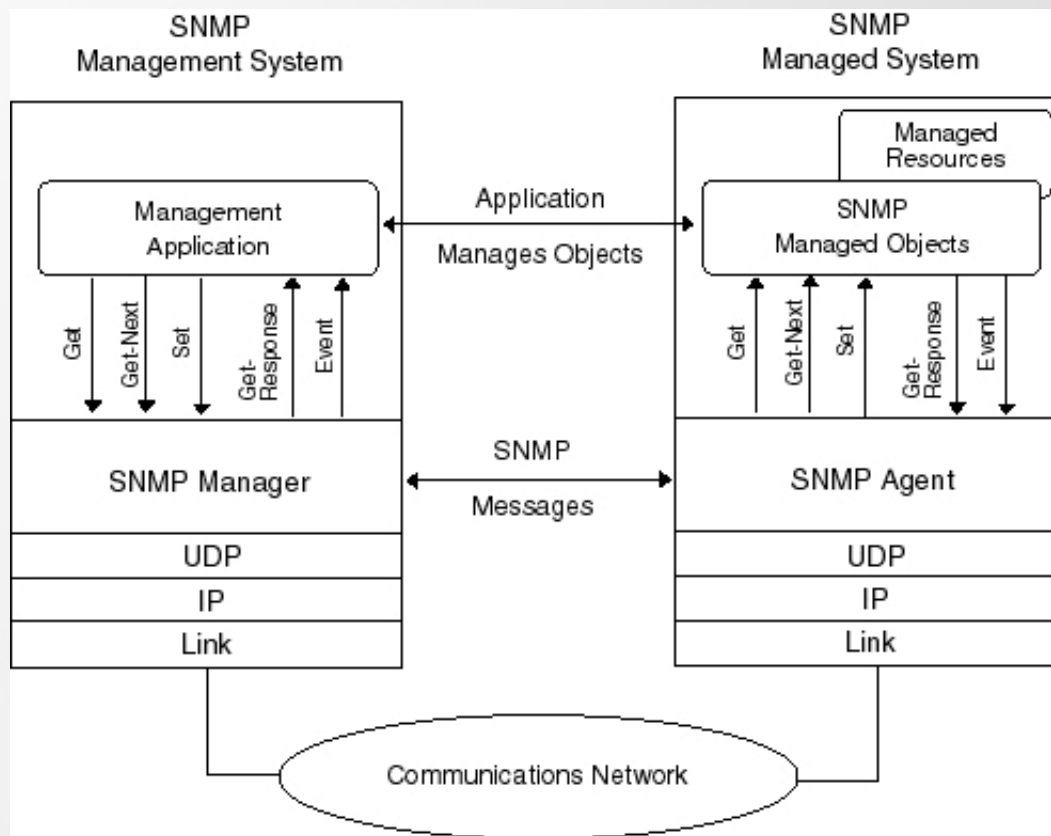 SNMP
Management System
SNMP
Managed System
Managed
Resources
Management
Application
Application
Manages Objects
SNMP
Managed Objects
Get
Get-Next
Set
Get-
Response
Event
Get
Get-Next
Set
Get-
Response
Event
SNMP Manager
SNMP
Messages
SNMP Agent
UDP
UDP
IP
IP
Link
Link
Communications Network